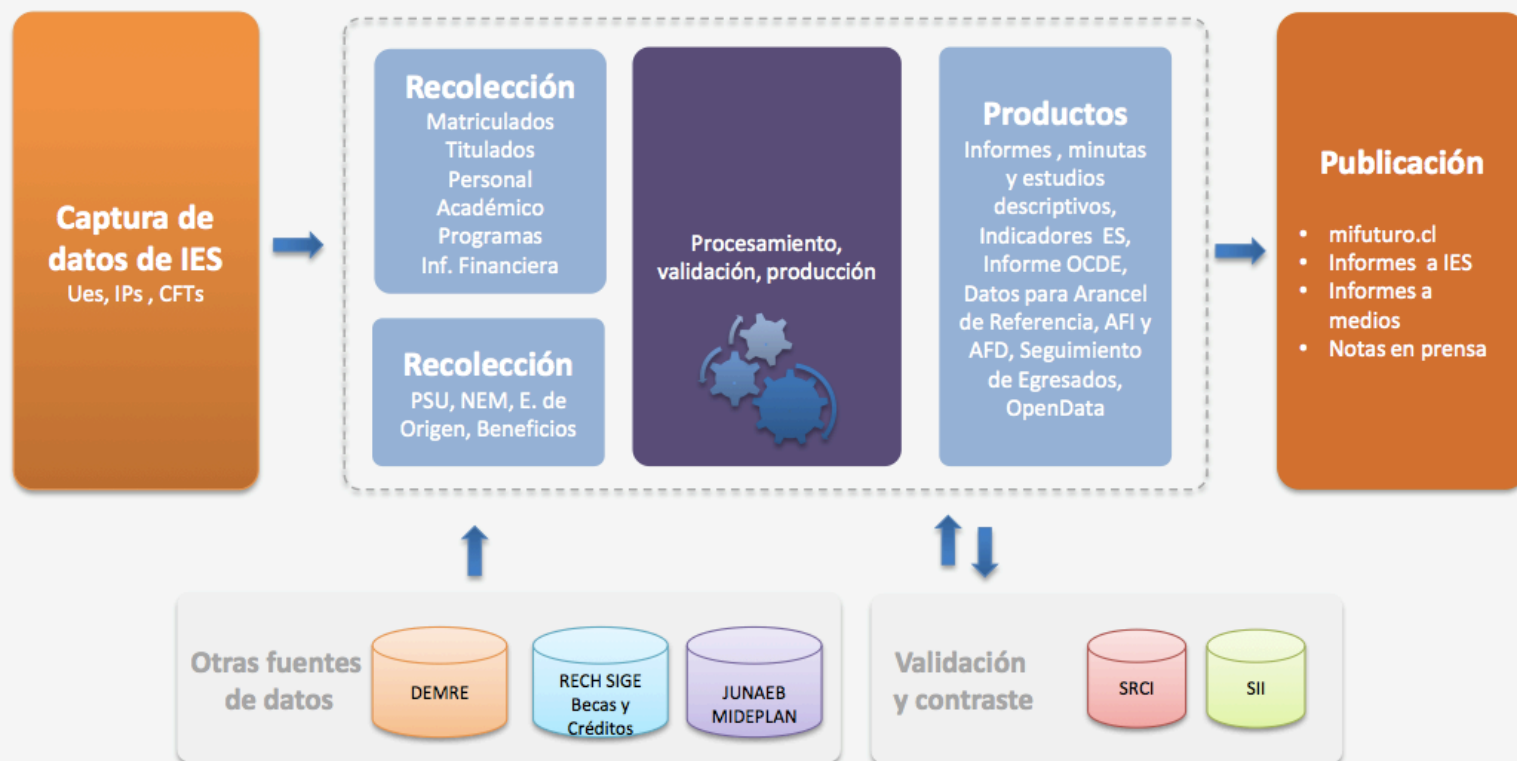 Captura de
datos de IES
Ues, IPs , CFTs
Recolección
Matriculados
Titulados
Personal
Académico
Programas
Inf. Financiera
Recolección
PSU, NEM, E. de
Origen, Beneficios
Procesamiento,
validación, producción
Productos
Informes , minutas
y estudios
descriptivos,
Indicadores ES,
Informe OCDE,
Datos para Arancel
de Referencia, AFI y
AFD, Seguimiento
de Egresados,
OpenData
Publicación
• mifuturo.cl
• Informes a IES
• Informes a
medios
• Notas en prensa
Otras fuentes
de datos
DEMRE
RECH SIGE
Becas y
Créditos
JUNAEB
MIDEPLAN
Validación
y contraste
SRCI
SII